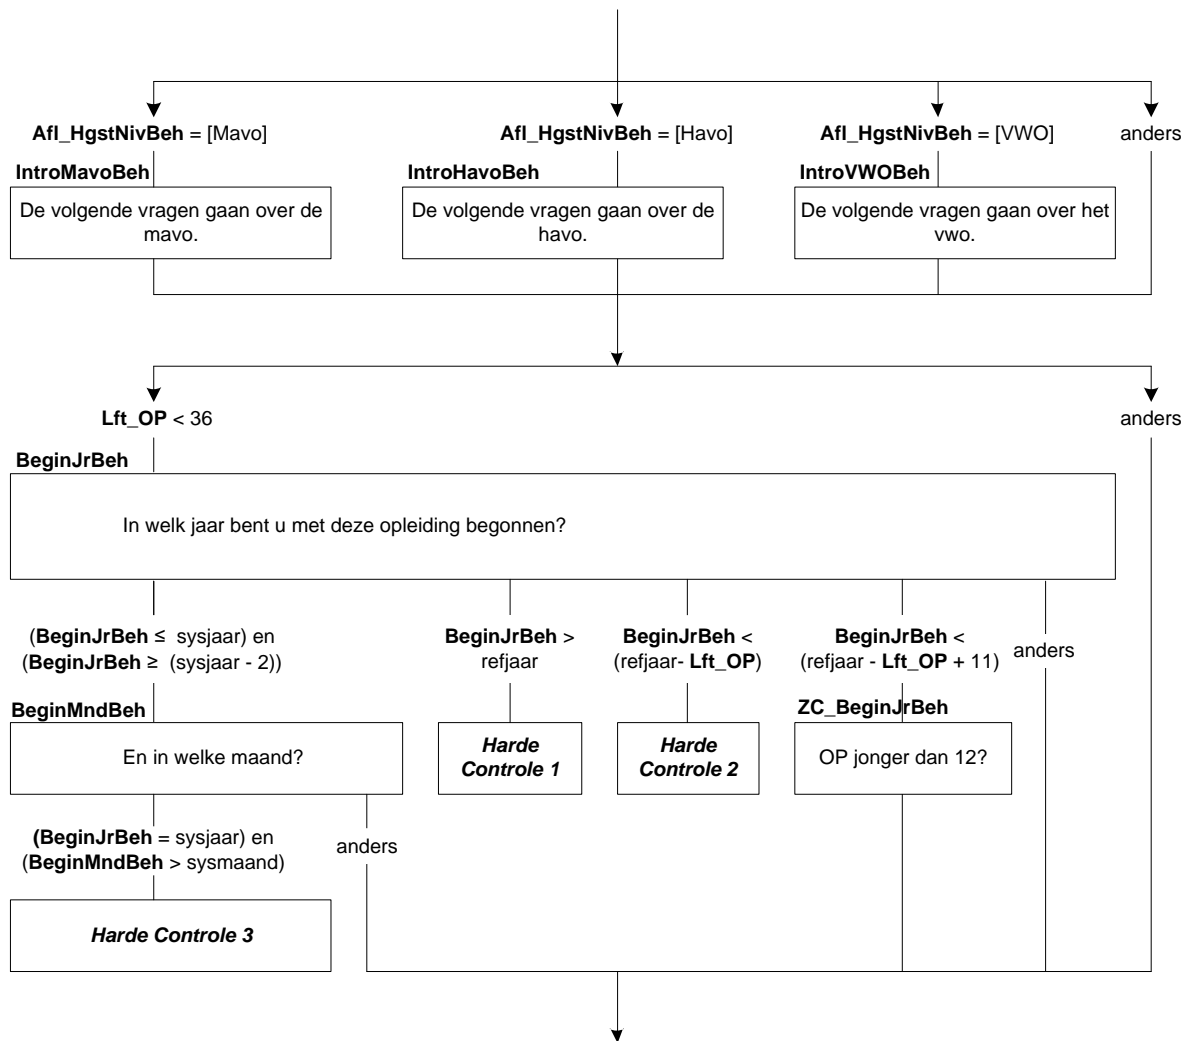 Afl_HgstNivBeh = [Mavo]
Afl_HgstNivBeh = [Havo]
Afl_HgstNivBeh = [VWO]
anders
IntroMavoBeh
De volgende vragen gaan over de
mavo.
IntroHavoBeh
De volgende vragen gaan over de
havo.
IntroVWOBeh
De volgende vragen gaan over het
vwo.
Lft_OP < 36
anders
BeginJrBeh
In welk jaar bent u met deze opleiding begonnen?
(BeginJrBeh ≤ sysjaar) en
(BeginJrBeh ≥ (sysjaar - 2))
BeginJrBeh >
refjaar
BeginJrBeh <
(refjaar- Lft_OP)
BeginJrBeh <
(refjaar - Lft_OP + 11)
anders
BeginMndBeh
En in welke maand?
Harde
Controle 1
Harde
Controle 2
ZC_BeginJrBeh
OP jonger dan 12?
(BeginJrBeh = sysjaar) en
(BeginMndBeh > sysmaand)
anders
Harde Controle 3